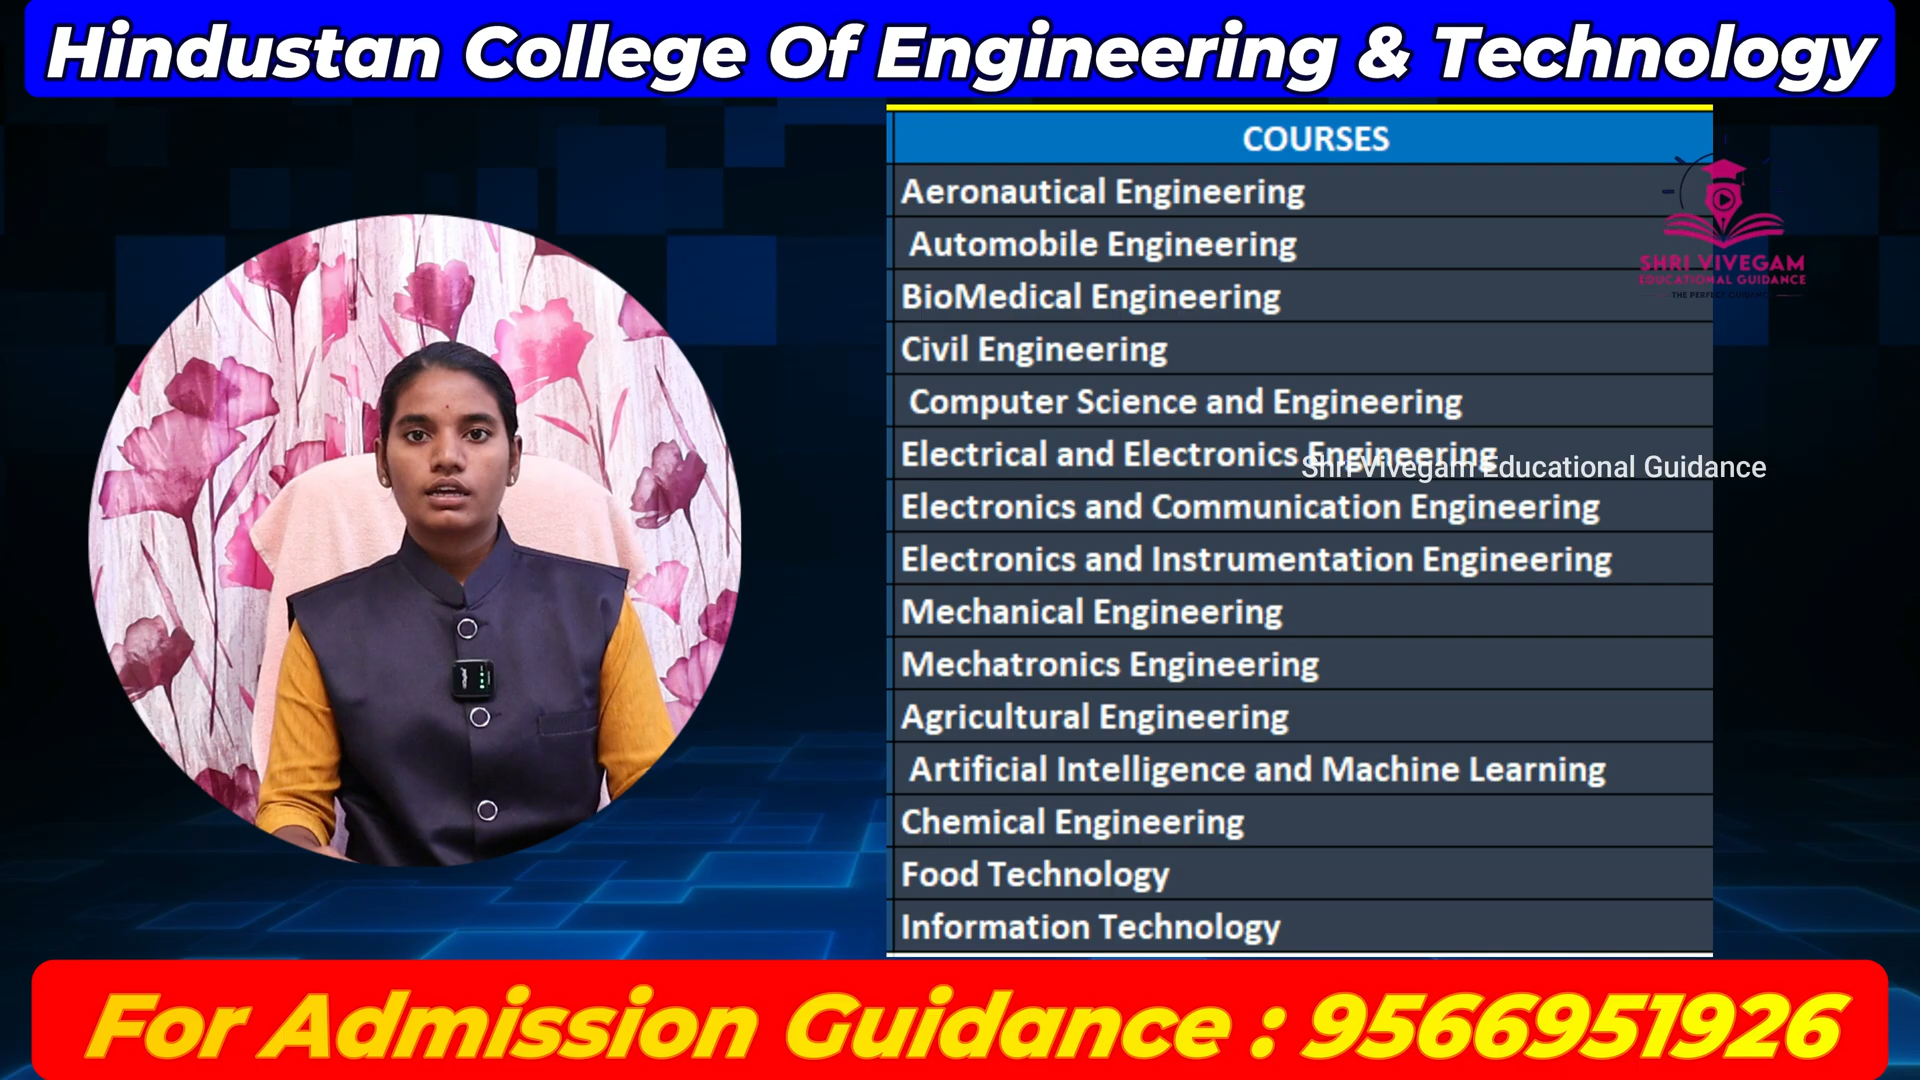 Hindustan College Of Engineering & Technology
COURSES
Aeronautical Engineering
Automobile Engineering
BioMedical Engineering
Civil Engineering
Computer Science and Engineering
Electrical and Electronics Engineering
Electronics and Communication Engineering
Electronics and Instrumentation Engineering
Mechanical Engineering
Mechatronics Engineering
Agricultural Engineering
Artificial Intelligence and Machine Learning
Chemical Engineering
Food Technology
Information Technology
SHRI VIVEGAM
EDUCATIONAL GUIDANCE
THE PERFECT GUIDANCE
Shri Vivegam Educational Guidance
For Admission Guidance : 9566951926